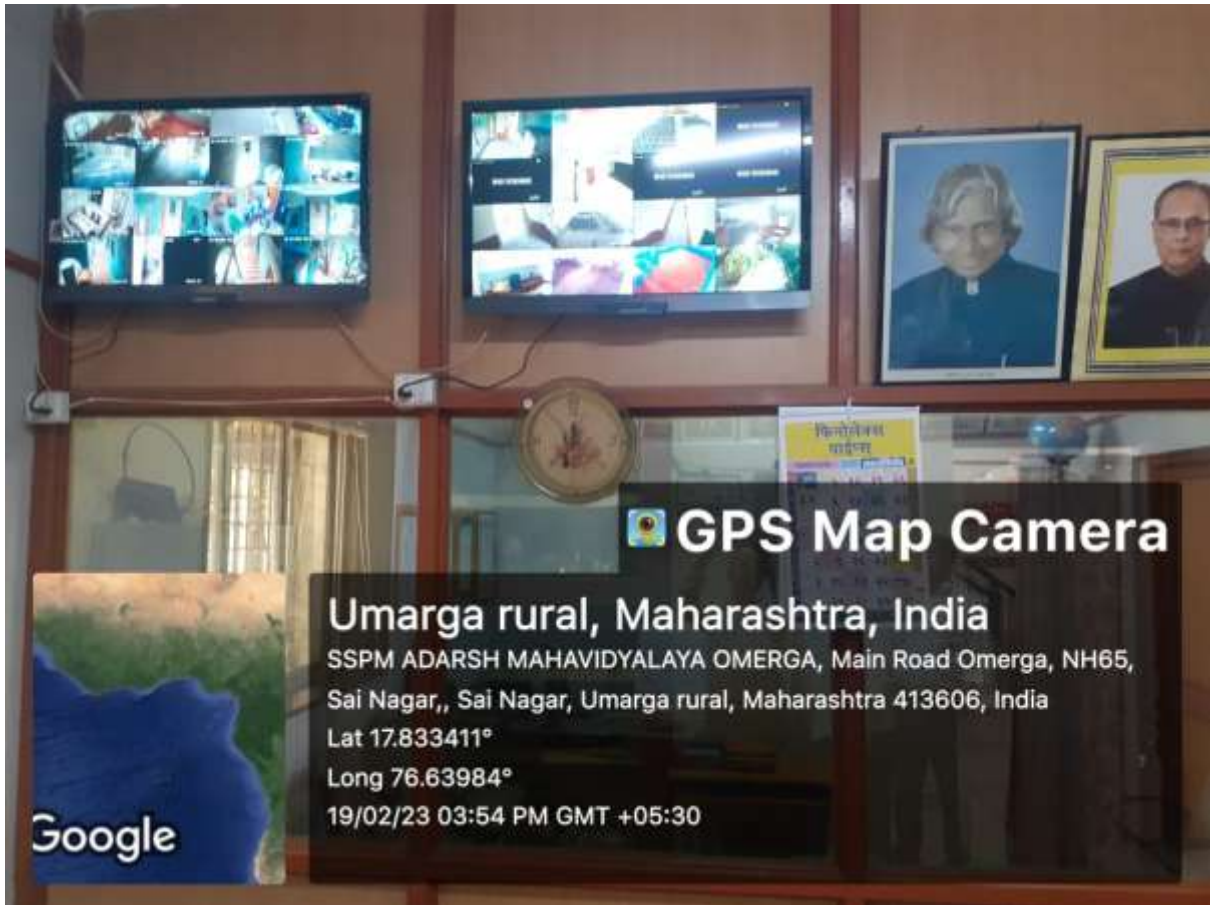 फिनोलेक्स
पाईप्स
GPS Map Camera
Umarga rural, Maharashtra, India
SSPM ADARSH MAHAVIDYALAYA OMERGA, Main Road Omerga, NH65,
Sai Nagar,, Sai Nagar, Umarga rural, Maharashtra 413606, India
Lat 17.833411°
Long 76.63984°
19/02/23 03:54 PM GMT +05:30
Google